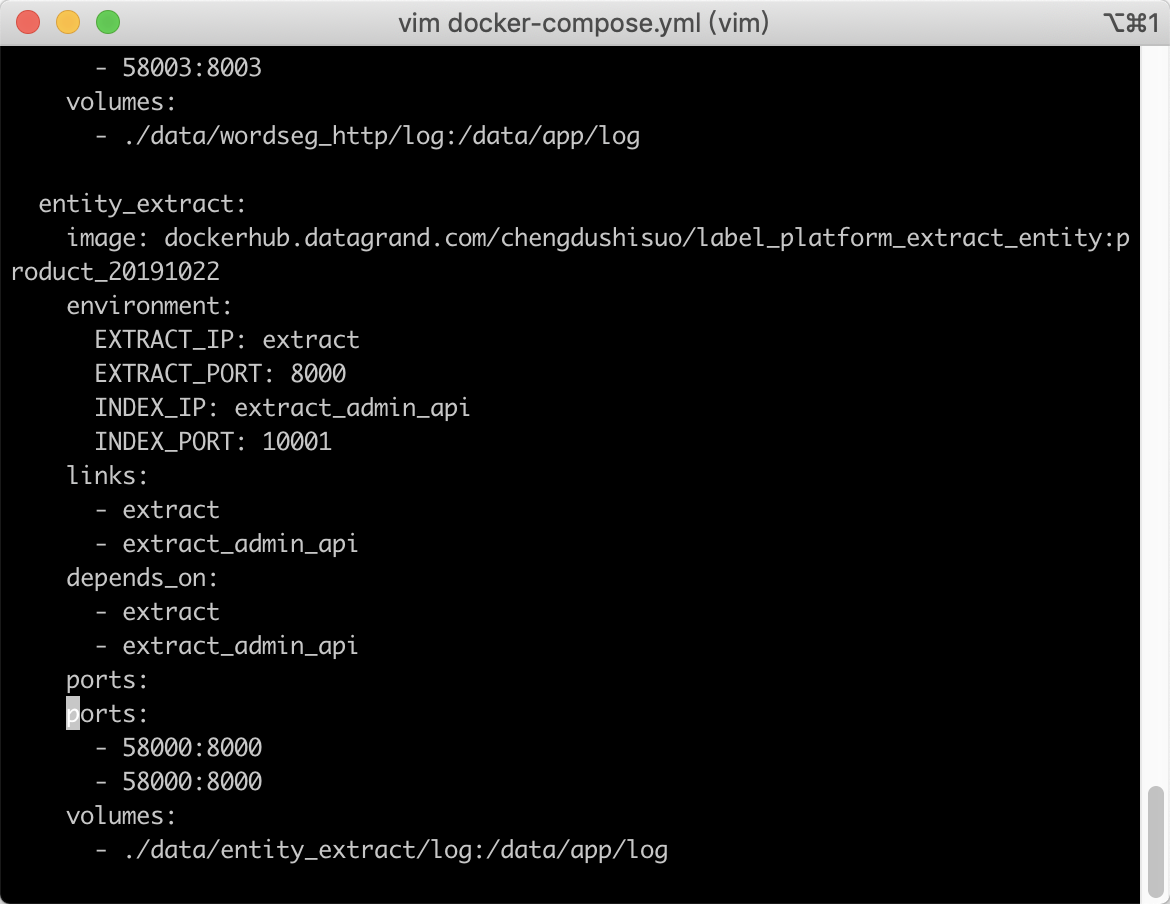 vim docker-compose.yml (vim)
⌥⌘1
      - 58003:8003
    volumes:
      - ./data/wordseg_http/log:/data/app/log

  entity_extract:
    image: dockerhub.datagrand.com/chengdushisuo/label_platform_extract_entity:p
roduct_20191022
    environment:
      EXTRACT_IP: extract
      EXTRACT_PORT: 8000
      INDEX_IP: extract_admin_api
      INDEX_PORT: 10001
    links:
      - extract
      - extract_admin_api
    depends_on:
      - extract
      - extract_admin_api
    ports:
    ports:
      - 58000:8000
      - 58000:8000
    volumes:
      - ./data/entity_extract/log:/data/app/log